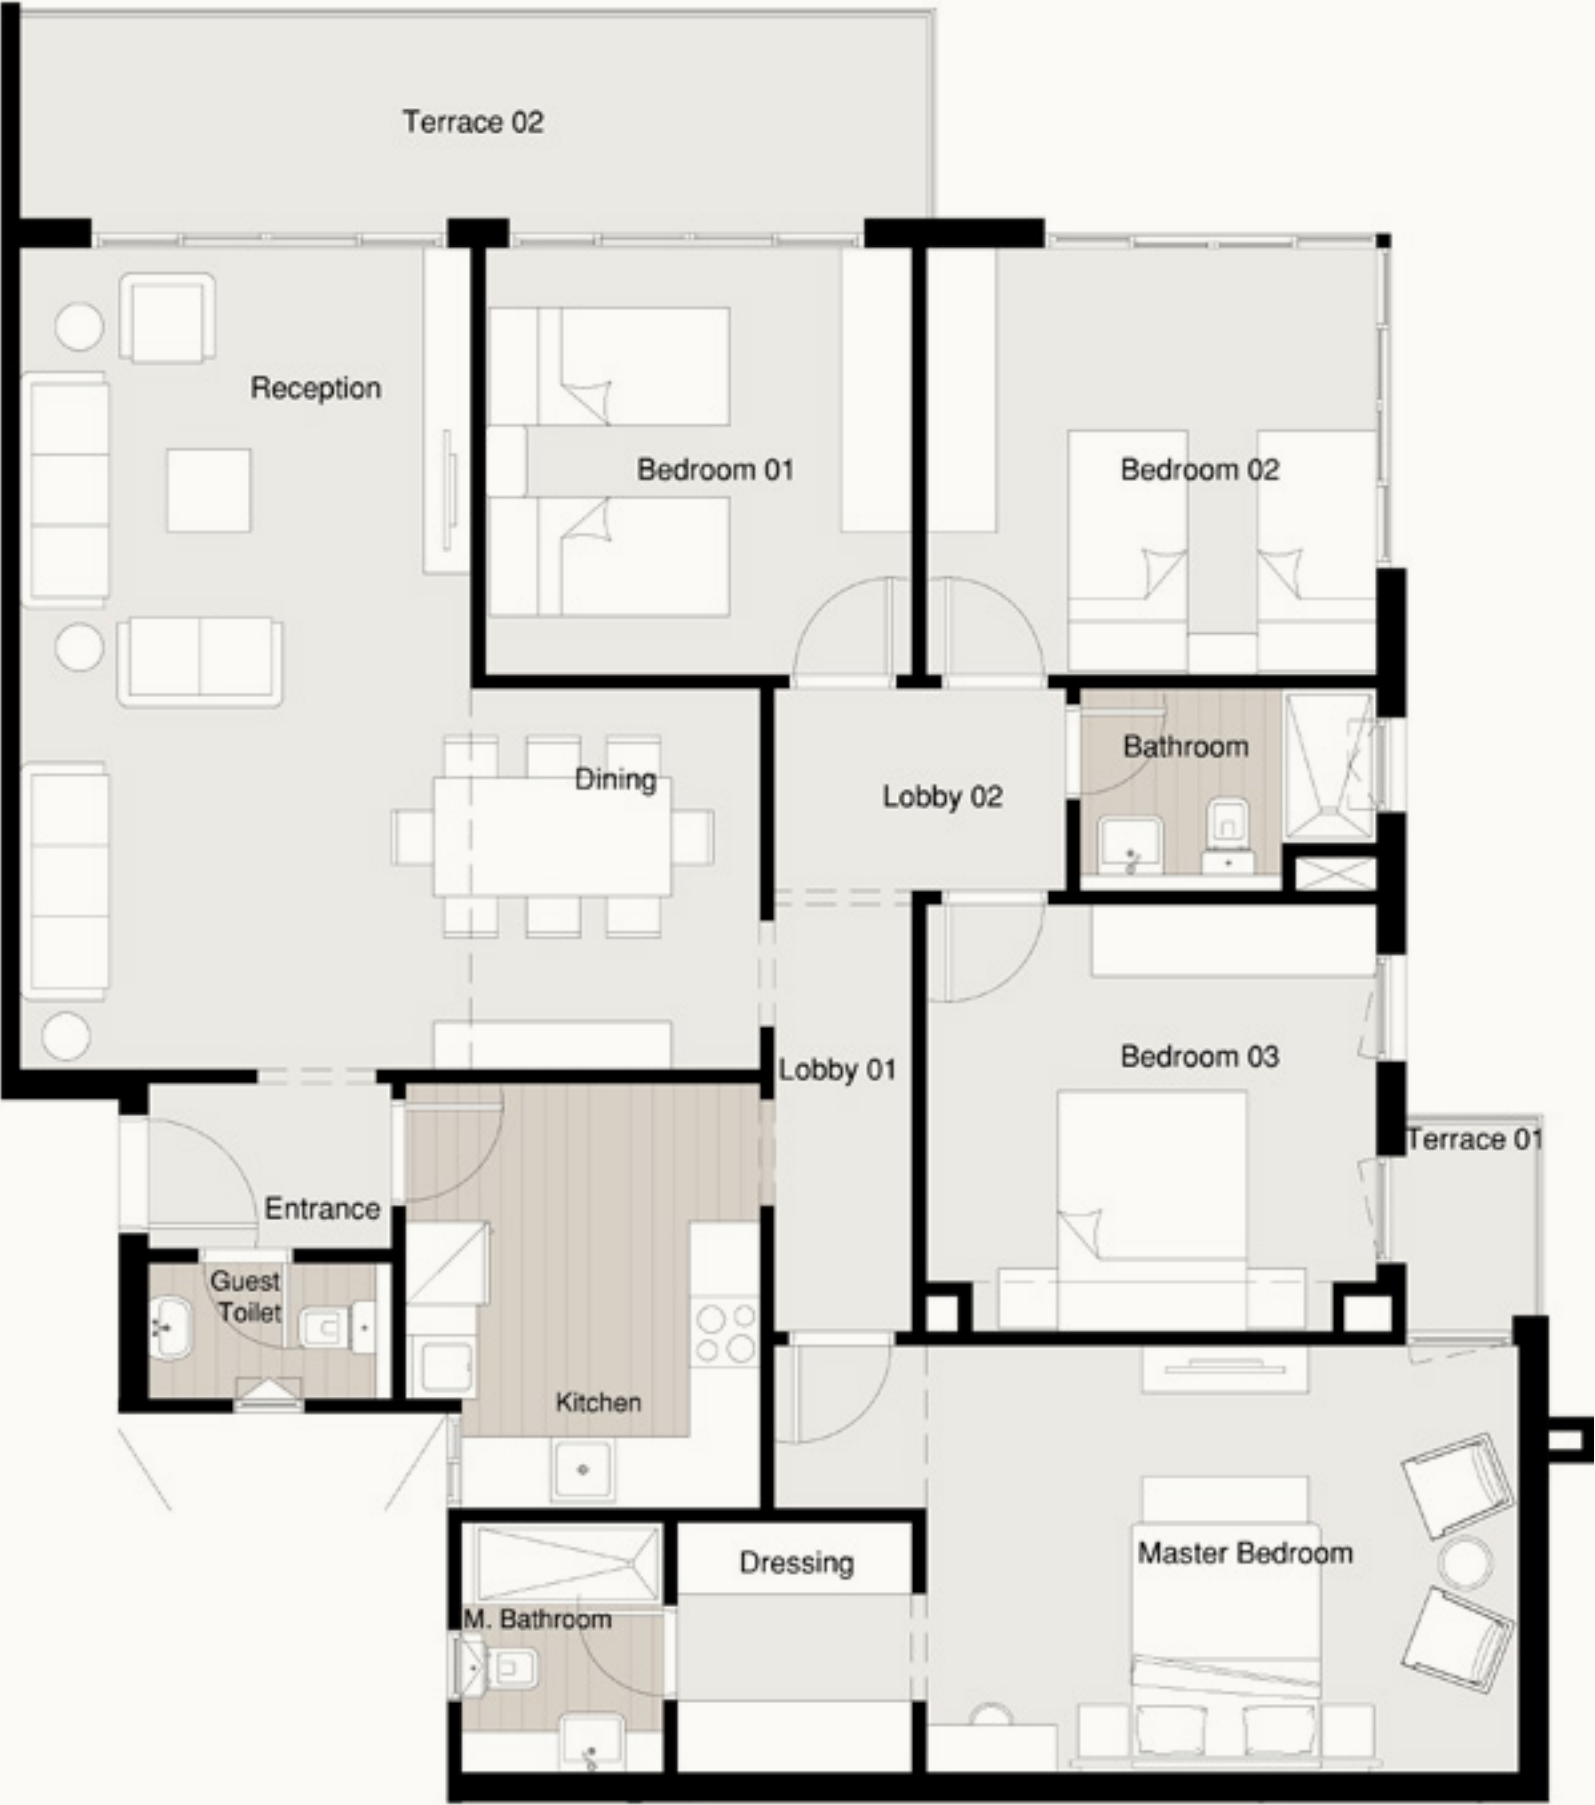 Terrace 02
Reception
Bedroom 01
Bedroom 02
Bathroom
Dining
Lobby 02
Bedroom 03
Lobby 01
Terrace 01
Entrance
Guest
Toilet
Kitchen
Master Bedroom
Dressing
M. Bathroom